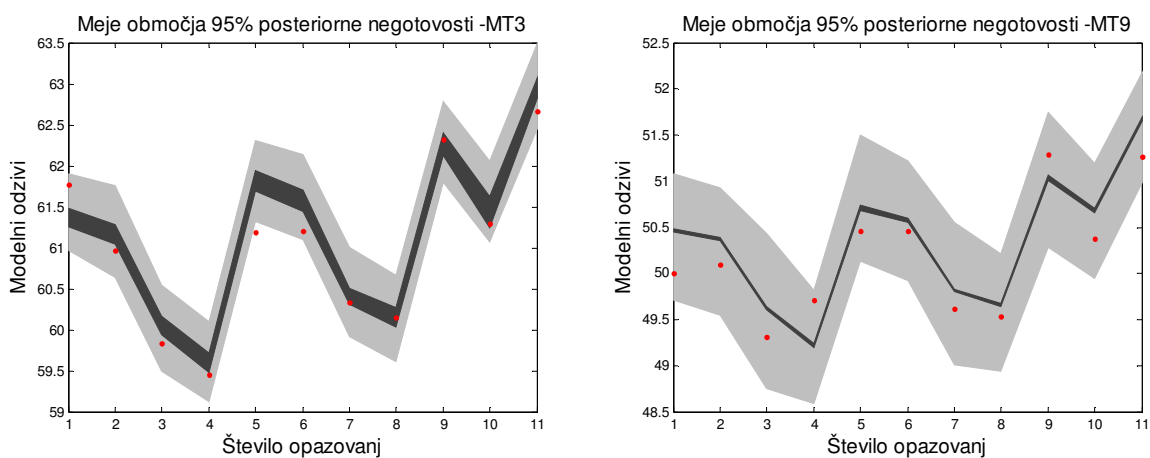 Meje območja 95% posteriorne negotovosti -MT3
63.5
63
62.5
62
61.5
61
60.5
60
59.5
59
Modelni odzivi
1 2 3 4 5 6 7 8 9 10 11
Število opazovanj
Meje območja 95% posteriorne negotovosti -MT9
52.5
52
51.5
51
50.5
50
49.5
49
48.5
Modelni odzivi
1 2 3 4 5 6 7 8 9 10 11
Število opazovanj